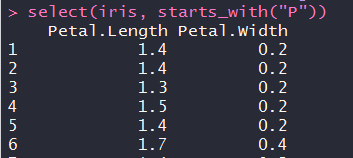 > select(iris, starts_with("P"))
Petal.Length Petal.Width
1 1.4 0.2
2 1.4 0.2
3 1.3 0.2
4 1.5 0.2
5 1.4 0.2
6 1.7 0.4